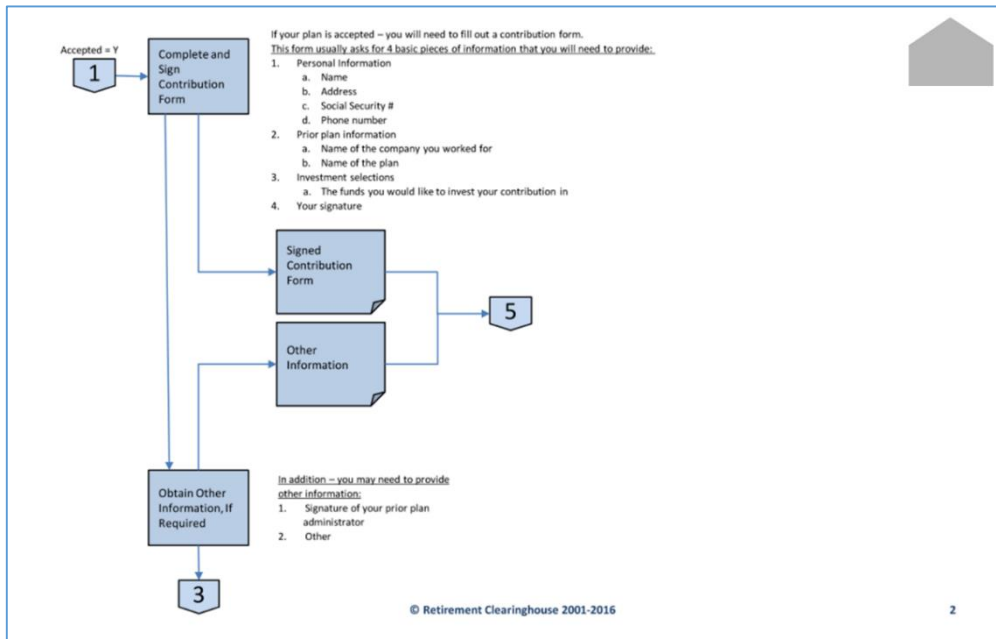 If your plan is accepted – you will need to fill out a contribution form.
This form usually asks for 4 basic pieces of information that you will need to provide:
1. Personal Information
a. Name
b. Address
c. Social Security #
d. Phone number
2. Prior plan information
a. Name of the company you worked for
b. Name of the plan
3. Investment selections
a. The funds you would like to invest your contribution in
4. Your signature
Accepted = Y
1
Complete and
Sign
Contribution
Form
Signed
Contribution
Form
5
Other
Information
Obtain Other
Information, If
Required
In addition – you may need to provide
other information:
1. Signature of your prior plan
administrator
2. Other
3
© Retirement Clearinghouse 2001-2016
2